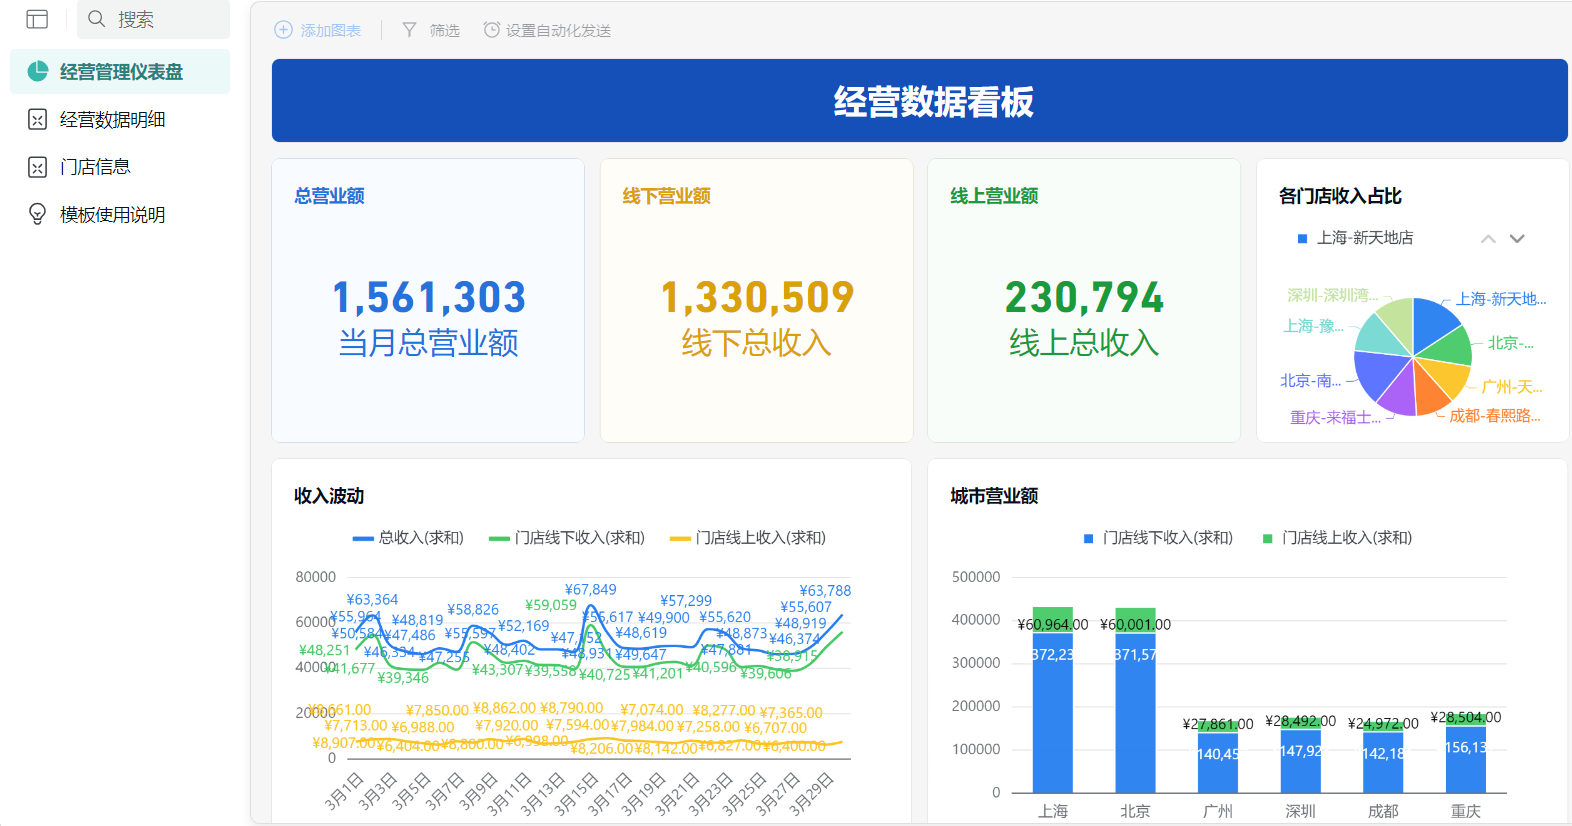 搜索
经营管理仪表盘
经营数据明细
门店信息
模板使用说明
添加图表
筛选
设置自动化发送
经营数据看板
总营业额
1,561,303
当月总营业额
线下营业额
1,330,509
线下总收入
线上营业额
230,794
线上总收入
各门店收入占比
上海-新天地店
深圳-深圳湾...
上海-新天地...
上海-豫...
北京-...
北京-南...
广州-天...
重庆-来福士...
成都-春熙路...
收入波动
总收入(求和) 门店线下收入(求和) 门店线上收入(求和)
80000
60000
40000
20000
0
¥63,364
¥55,964
¥50,584
¥48,819
¥47,486
¥46,334
¥47,255
¥58,826
¥55,597
¥48,402
¥52,169
¥67,849
¥48,931
¥55,617
¥48,619
¥49,647
¥49,900
¥57,299
¥55,620
¥47,881
¥48,873
¥46,374
¥48,919
¥55,607
¥63,788
¥48,251
¥41,677
¥39,346
¥43,307
¥39,558
¥59,059
¥40,725
¥41,201
¥40,596
¥39,606
¥38,915
¥7,713.00
¥8,907.00
¥6,988.00
¥6,404.00
¥7,850.00
¥8,800.00
¥8,862.00
¥7,920.00
¥6,998.00
¥8,790.00
¥7,594.00
¥8,206.00
¥7,984.00
¥8,142.00
¥7,074.00
¥7,258.00
¥6,827.00
¥8,277.00
¥6,707.00
¥6,400.00
¥7,365.00
3月1日
3月3日
3月5日
3月7日
3月9日
3月11日
3月13日
3月15日
3月17日
3月19日
3月21日
3月23日
3月25日
3月27日
3月29日
城市营业额
门店线下收入(求和) 门店线上收入(求和)
500000
400000
300000
200000
100000
0
¥60,964.00
¥60,001.00
¥27,861.00
¥28,492.00
¥24,972.00
¥28,504.00
372,23
371,57
140,45
147,92
142,18
156,13
上海
北京
广州
深圳
成都
重庆